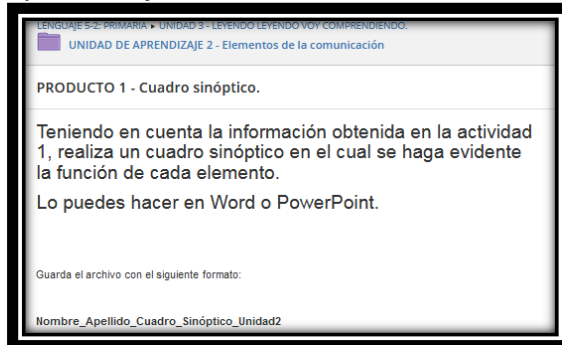 LENGUAJE 5-2: PRIMARIA ▸ UNIDAD 3 - LEYENDO LEYENDO VOY COMPRENDIENDO.
UNIDAD DE APRENDIZAJE 2 - Elementos de la comunicación
PRODUCTO 1 - Cuadro sinóptico.
Teniendo en cuenta la información obtenida en la actividad
1, realiza un cuadro sinóptico en el cual se haga evidente
la función de cada elemento.
Lo puedes hacer en Word o PowerPoint.
Guarda el archivo con el siguiente formato:
Nombre_Apellido_Cuadro_Sinóptico_Unidad2